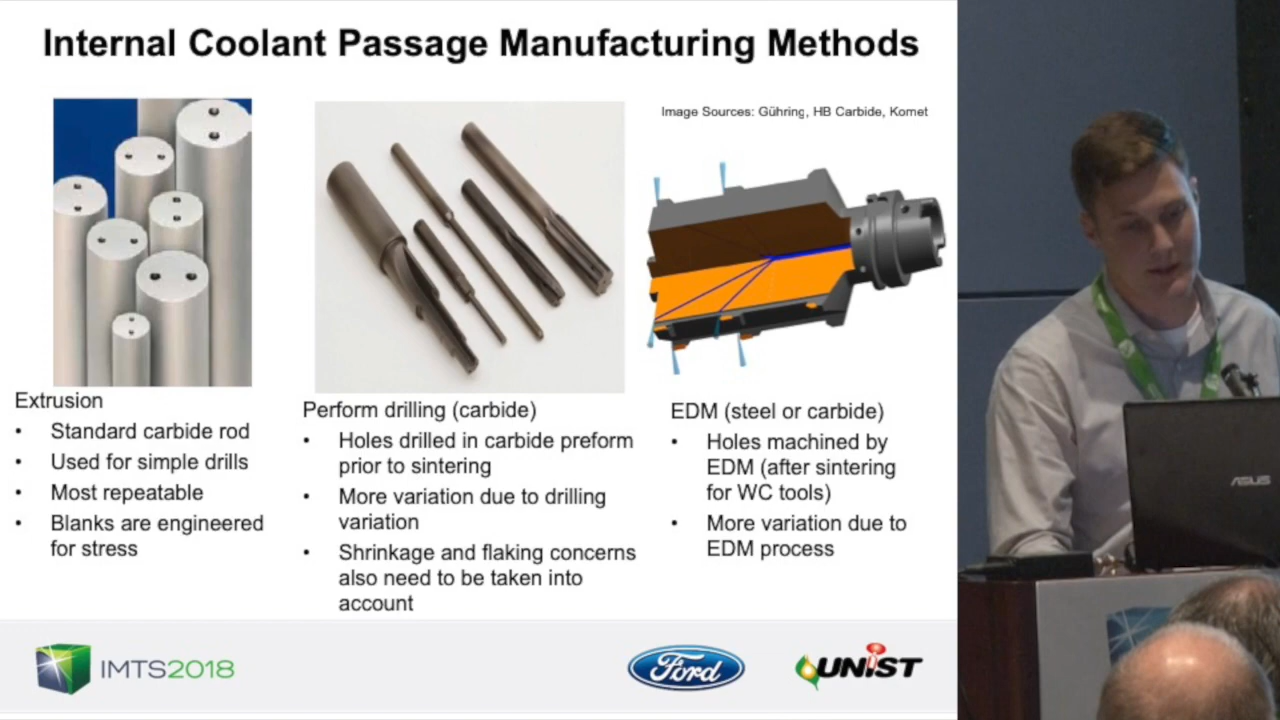 Internal Coolant Passage Manufacturing Methods
Image Sources: Gühring, HB Carbide, Komet
Extrusion
• Standard carbide rod
• Used for simple drills
• Most repeatable
• Blanks are engineered
for stress
Perform drilling (carbide)
• Holes drilled in carbide preform
prior to sintering
• More variation due to drilling
variation
• Shrinkage and flaking concerns
also need to be taken into
account
EDM (steel or carbide)
• Holes machined by
EDM (after sintering
for WC tools)
• More variation due to
EDM process
IMTS2018
Ford
UNIST
ASUS